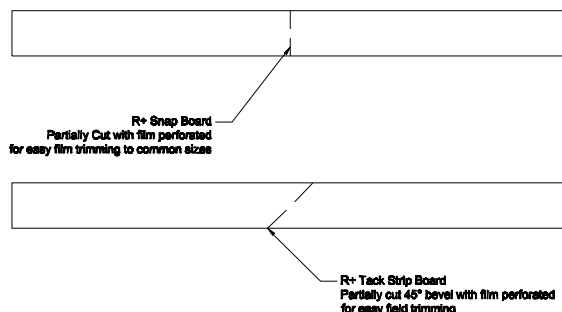 R+ Snap Board
Partially Cut with film perforated
for easy film trimming to common sizes
R+ Tack Strip Board
Partially cut 45° bevel with film perforated
for easy field trimming